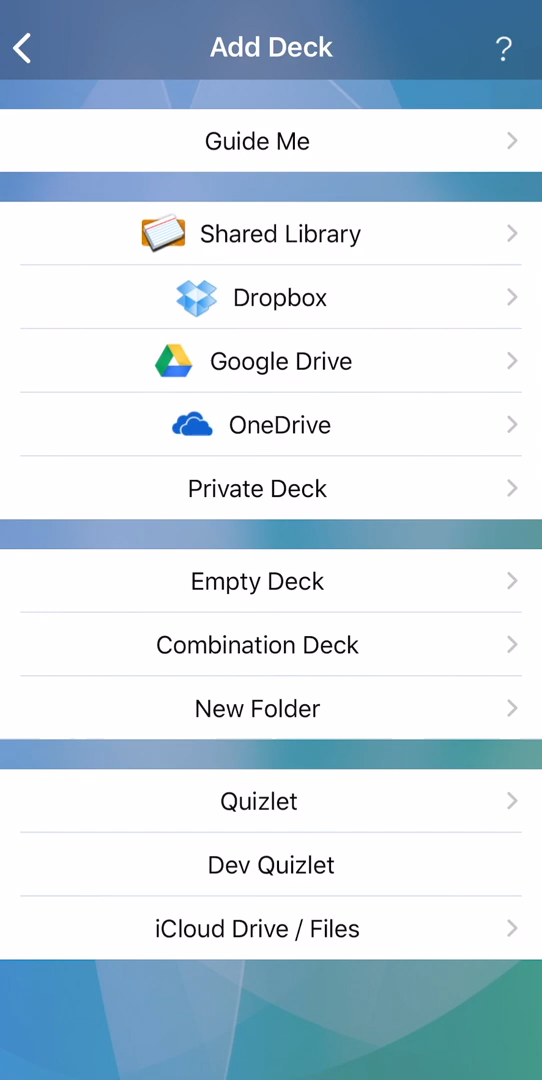 Add Deck
?
Guide Me
Shared Library
Dropbox
Google Drive
OneDrive
Private Deck
Empty Deck
Combination Deck
New Folder
Quizlet
Dev Quizlet
iCloud Drive / Files